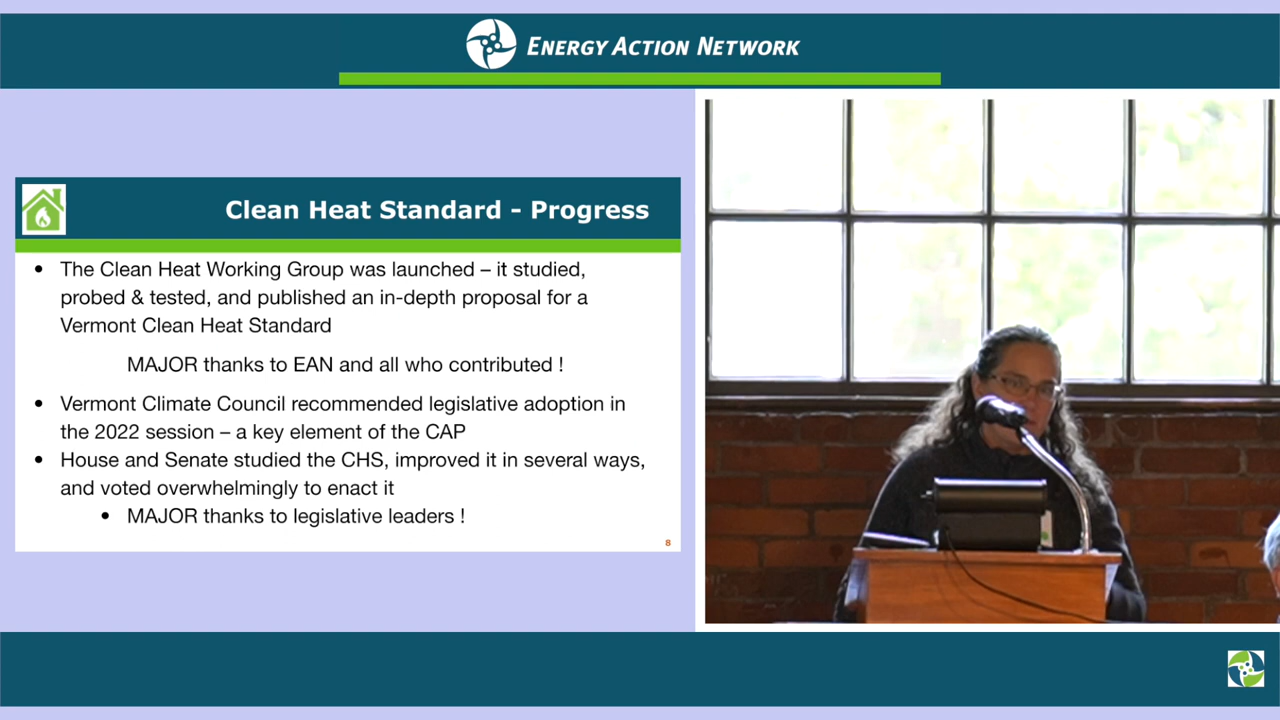 ENERGY ACTION NETWORK
Clean Heat Standard - Progress
• The Clean Heat Working Group was launched – it studied,
probed & tested, and published an in-depth proposal for a
Vermont Clean Heat Standard
MAJOR thanks to EAN and all who contributed !
• Vermont Climate Council recommended legislative adoption in
the 2022 session – a key element of the CAP
• House and Senate studied the CHS, improved it in several ways,
and voted overwhelmingly to enact it
• MAJOR thanks to legislative leaders !
8